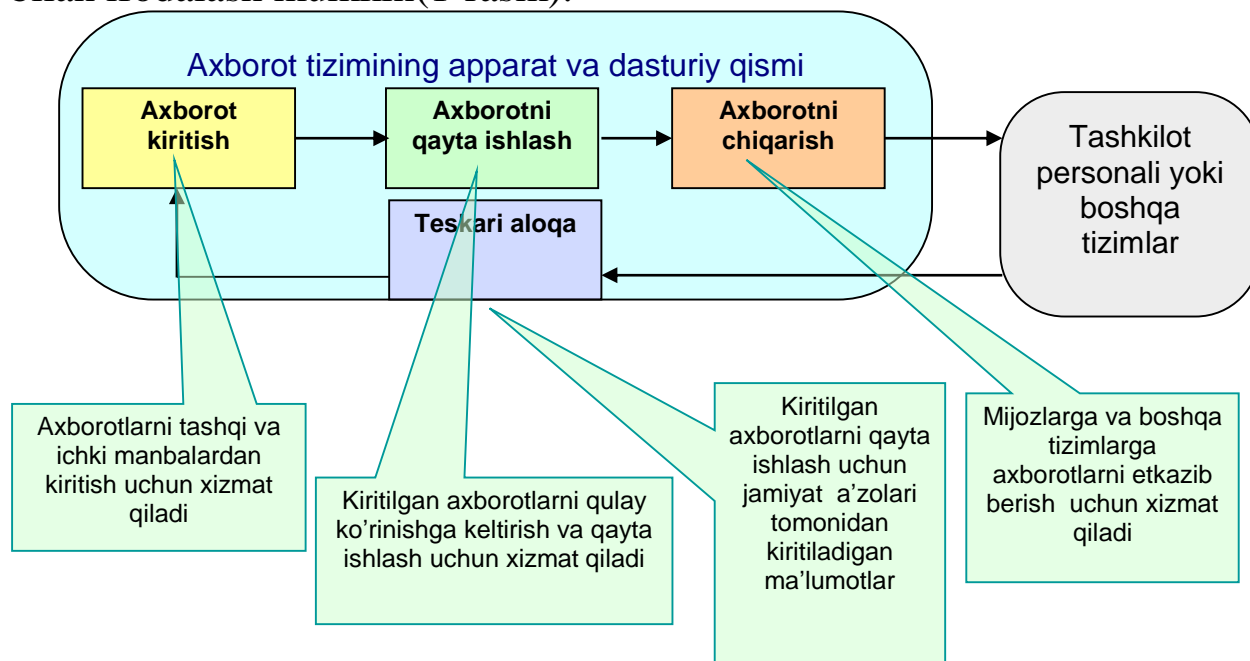 Axborot tizimining apparat va dasturiy qismi
Axborot
kiritish
Axborotni
qayta ishlash
Axborotni
chiqarish
Tashkilot
personali yoki
boshqa
tizimlar
Teskari aloqa
Axborotlarni tashqi va
ichki manbalardan
kiritish uchun xizmat
qiladi
Kiritilgan axborotlarni qulay
ko’rinishga keltirish va qayta
ishlash uchun xizmat qiladi
Kiritilgan
axborotlarni qayta
ishlash uchun
jamiyat a’zolari
tomonidan
kiritiladigan
ma’lumotlar
Mijozlarga va boshqa
tizimlarga
axborotlarni etkazib
berish uchun xizmat
qiladi